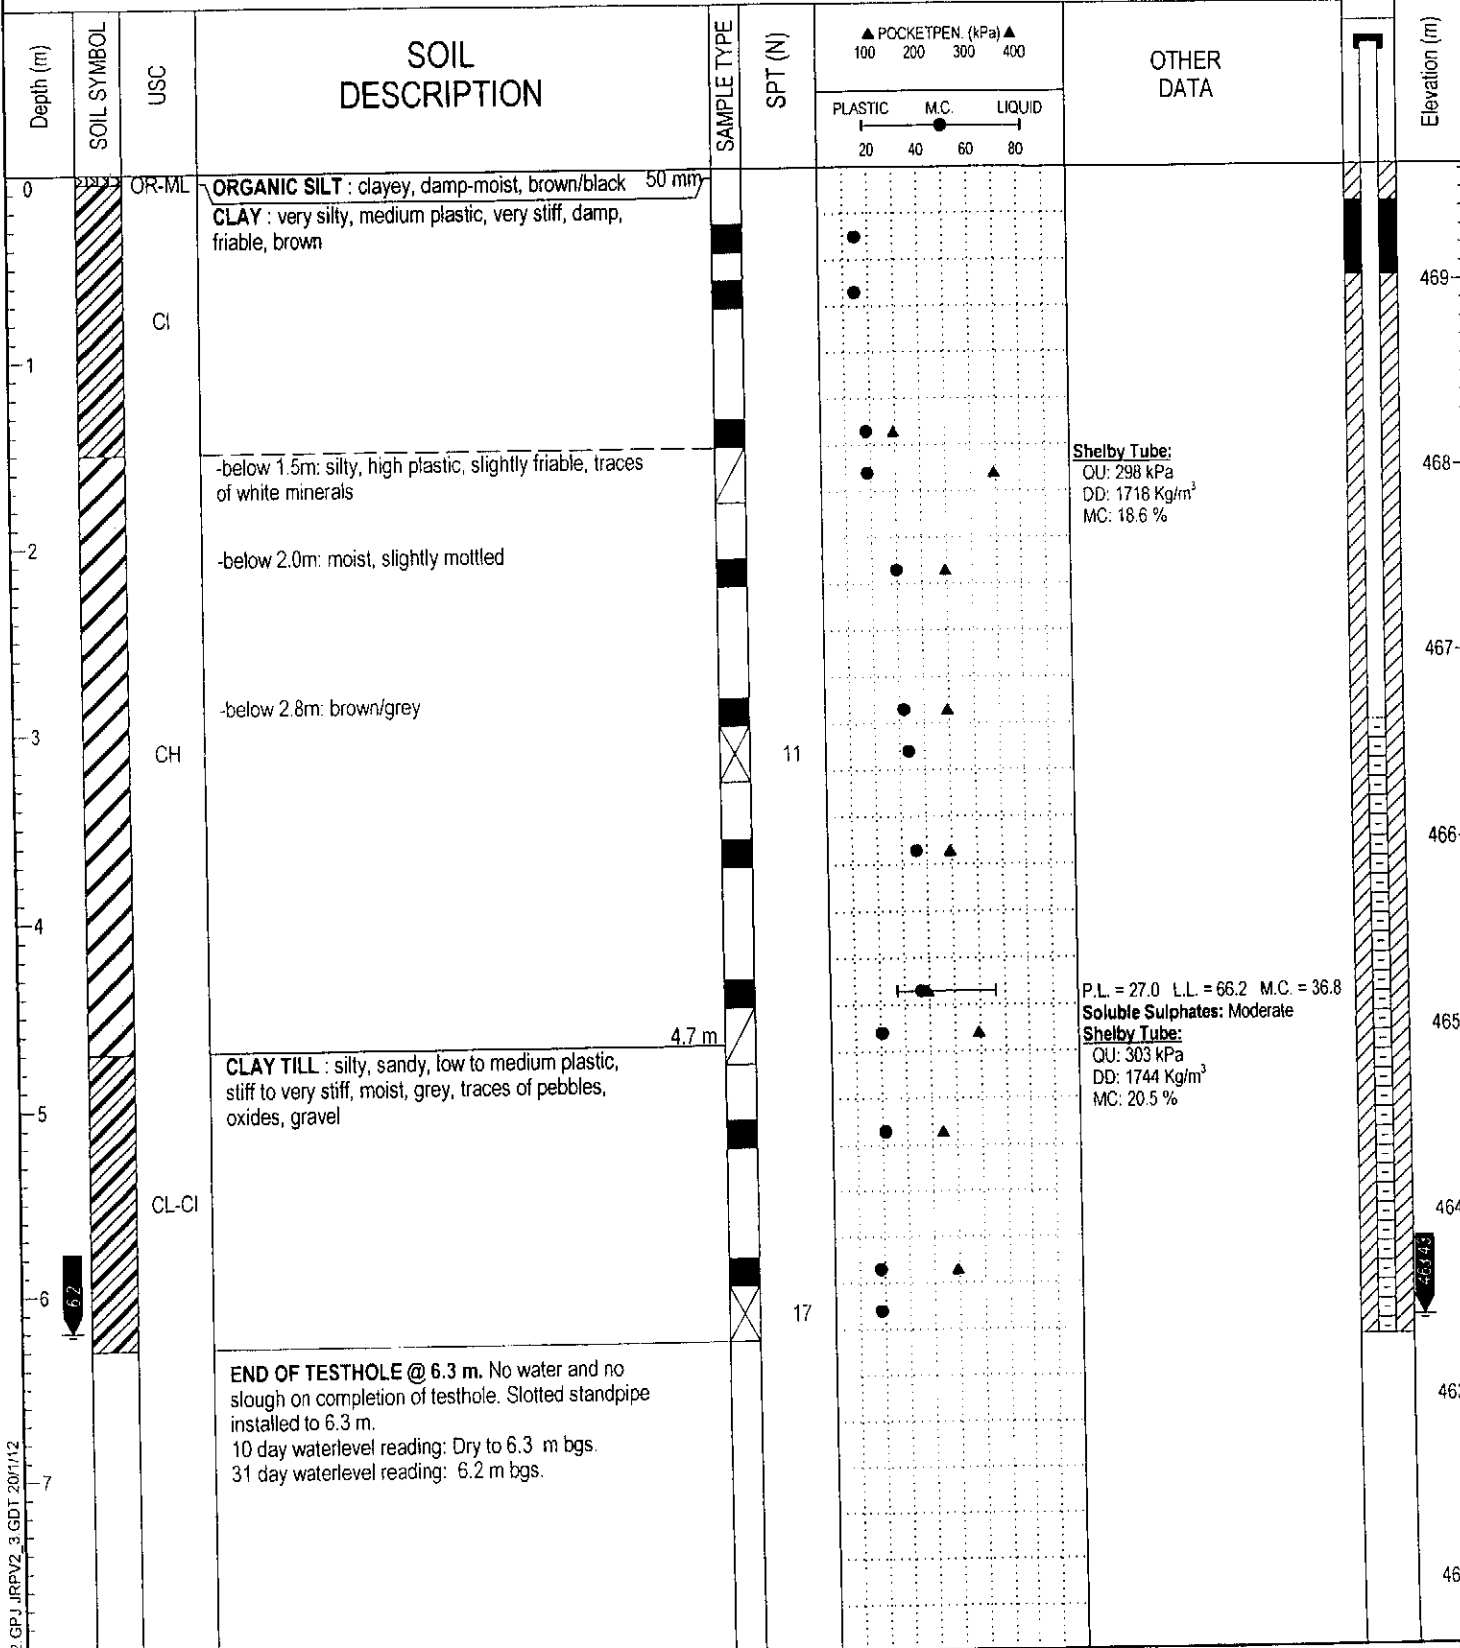 Depth (m)
SOIL SYMBOL
USC
SOIL
DESCRIPTION
SAMPLE TYPE
SPT (N)
▲ POCKETPEN. (kPa) ▲
100 200 300 400
PLASTIC M.C. LIQUID
20 40 60 80
OTHER
DATA
Elevation (m)
0
OR-ML
ORGANIC SILT : clayey, damp-moist, brown/black 50 mm
CLAY : very silty, medium plastic, very stiff, damp,
friable, brown
469
CI
1
-below 1.5m: silty, high plastic, slightly friable, traces
of white minerals
Shelby Tube:
QU: 298 kPa
DD: 1718 Kg/m³
MC: 18.6 %
468
2
-below 2.0m: moist, slightly mottled
467
-below 2.8m: brown/grey
3
CH
11
466
4
P.L. = 27.0 L.L. = 66.2 M.C. = 36.8
Soluble Sulphates: Moderate
Shelby Tube:
QU: 303 kPa
DD: 1744 Kg/m³
MC: 20.5 %
465
4.7 m
CLAY TILL : silty, sandy, low to medium plastic,
stiff to very stiff, moist, grey, traces of pebbles,
oxides, gravel
5
CL-CI
464
6.2
463.43
6
17
END OF TESTHOLE @ 6.3 m. No water and no
slough on completion of testhole. Slotted standpipe
installed to 6.3 m.
10 day waterlevel reading: Dry to 6.3 m bgs.
31 day waterlevel reading: 6.2 m bgs.
463
7
46
2.GPJ JRPV2_3.GDT 20/1/12